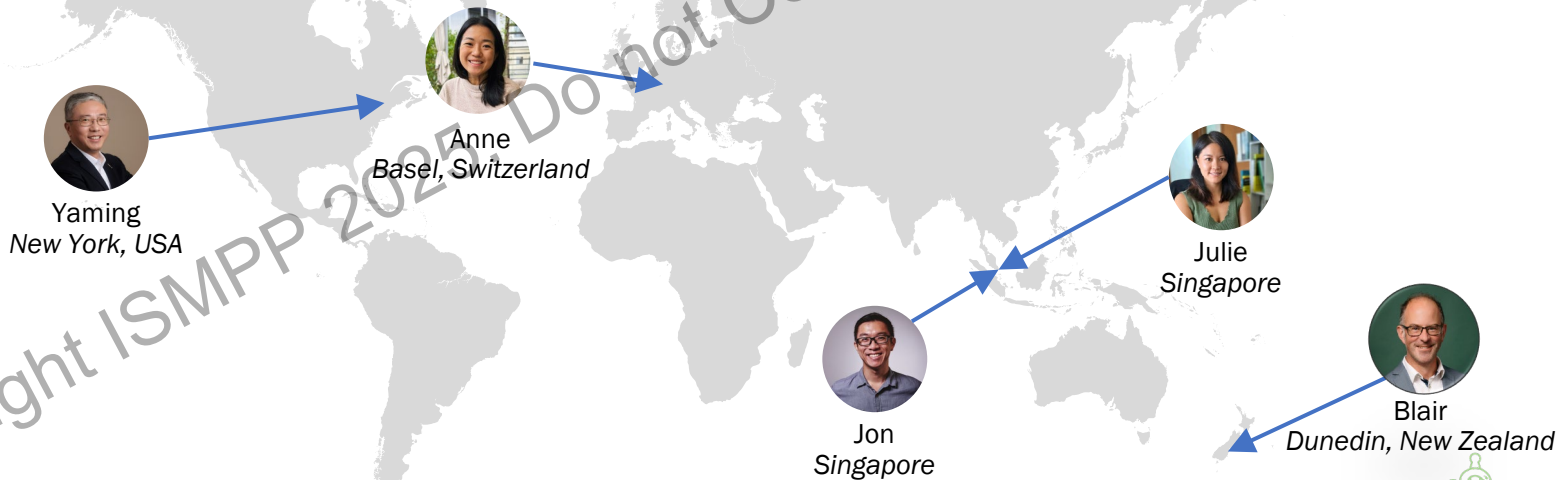 Anne
Basel, Switzerland
Yaming
New York, USA
Julie
Singapore
Jon
Singapore
Blair
Dunedin, New Zealand
ght ISMPP 2025. Do not Co